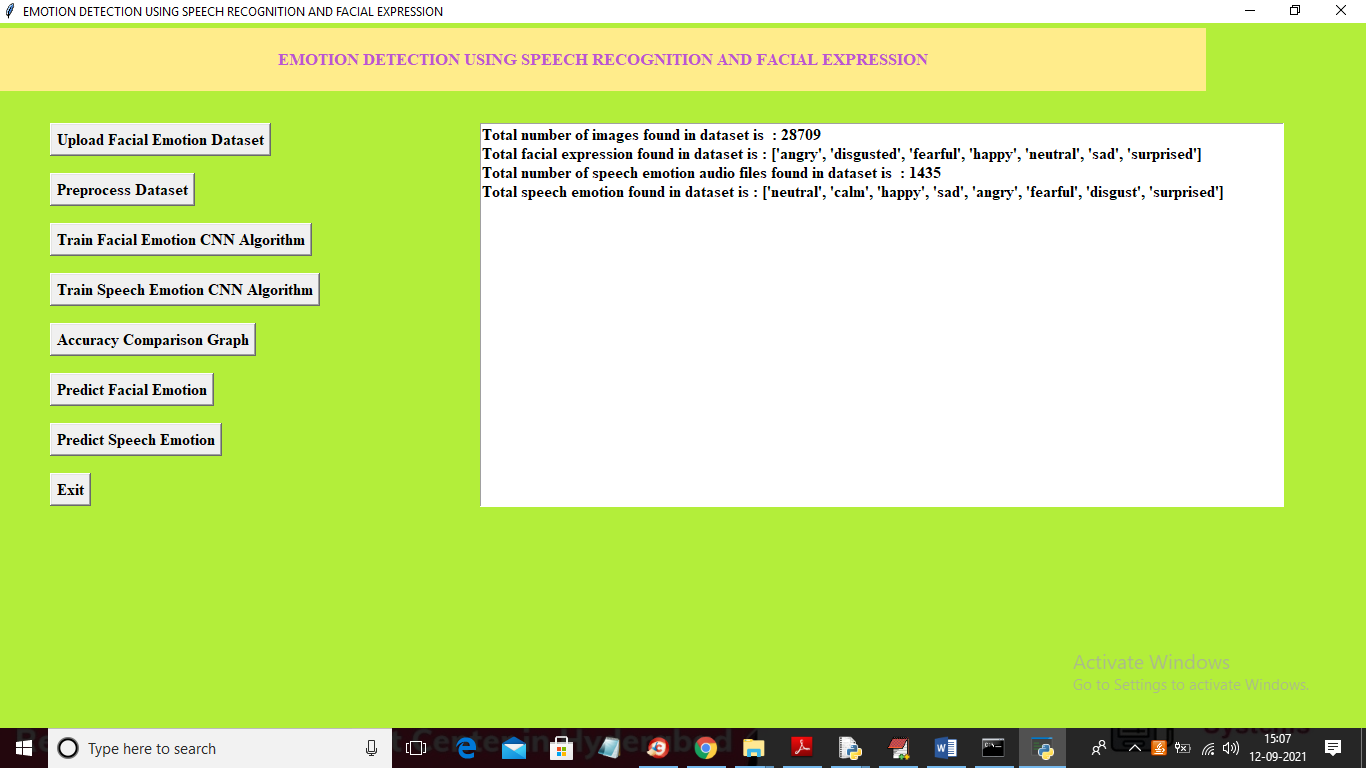 EMOTION DETECTION USING SPEECH RECOGNITION AND FACIAL EXPRESSION
EMOTION DETECTION USING SPEECH RECOGNITION AND FACIAL EXPRESSION
Upload Facial Emotion Dataset
Preprocess Dataset
Train Facial Emotion CNN Algorithm
Train Speech Emotion CNN Algorithm
Accuracy Comparison Graph
Predict Facial Emotion
Predict Speech Emotion
Exit
Total number of images found in dataset is  : 28709
Total facial expression found in dataset is : ['angry', 'disgusted', 'fearful', 'happy', 'neutral', 'sad', 'surprised']
Total number of speech emotion audio files found in dataset is  : 1435
Total speech emotion found in dataset is : ['neutral', 'calm', 'happy', 'sad', 'angry', 'fearful', 'disgust', 'surprised']
Activate Windows
Go to Settings to activate Windows.
Type here to search
15:07
12-09-2021